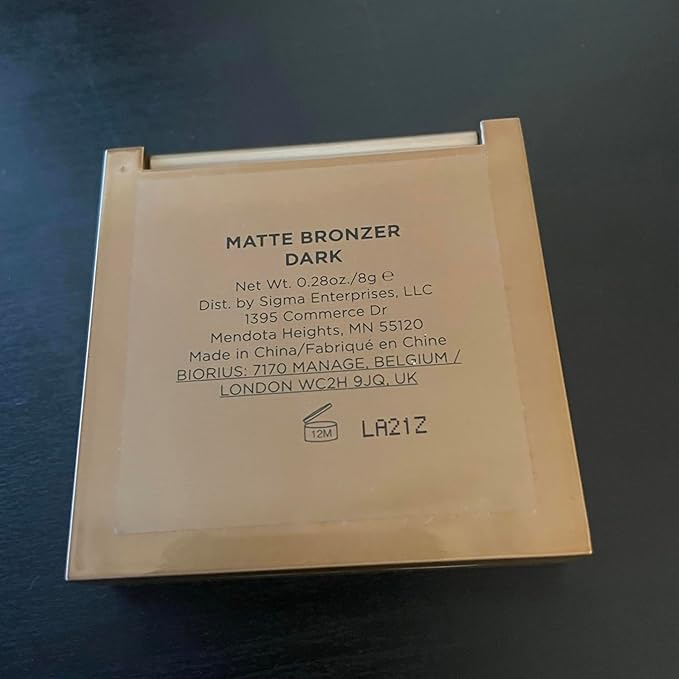 MATTE BRONZER
DARK
Net Wt. 0.28oz./8g ℮
Dist. by Sigma Enterprises, LLC
1395 Commerce Dr
Mendota Heights, MN 55120
Made in China/Fabriqué en Chine
BIORIUS: 7170 MANAGE, BELGIUM /
LONDON WC2H 9JQ, UK
12M LA21Z